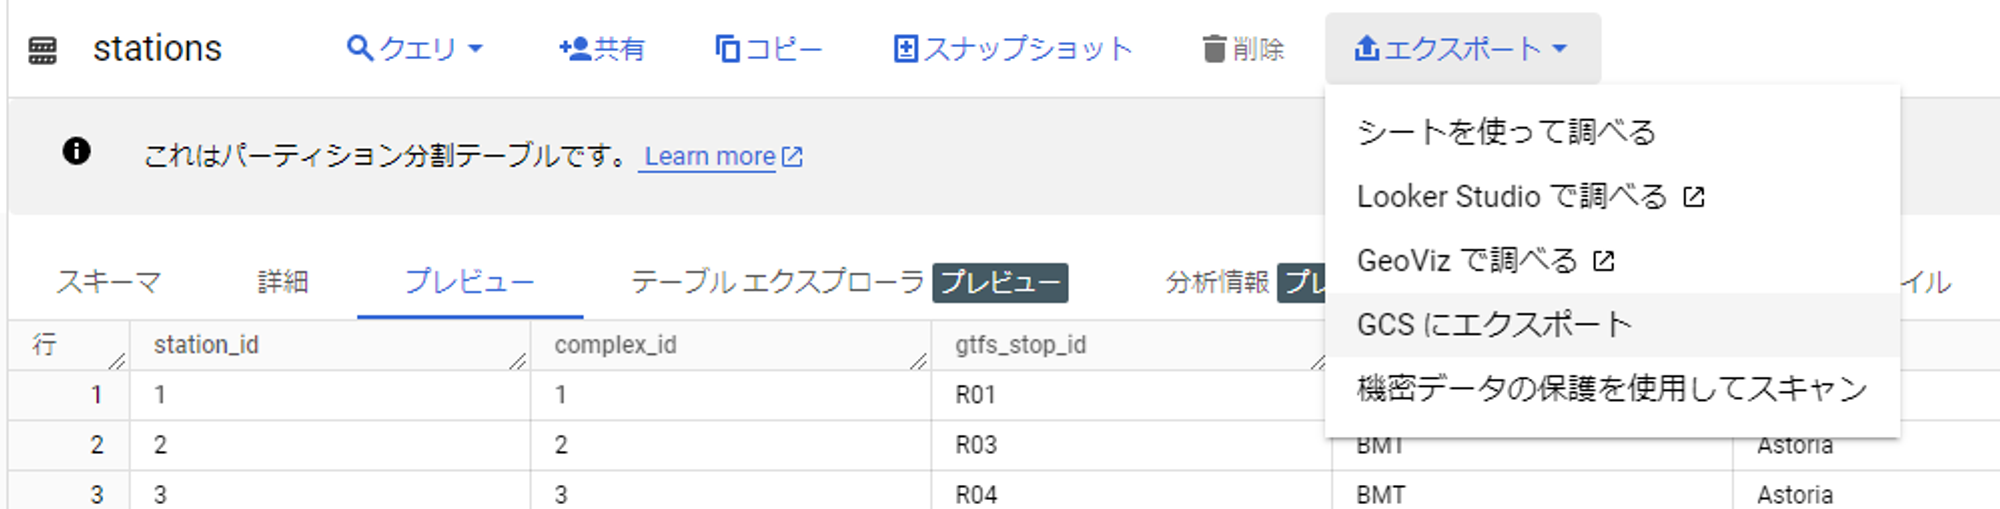 stations クエリ 共有 コピー スナップショット 削除 エクスポート
これはパーティション分割テーブルです。 Learn more
シートを使って調べる
Looker Studio で調べる
GeoViz で調べる
GCS にエクスポート
機密データの保護を使用してスキャン
スキーマ 詳細 プレビュー テーブル エクスプローラ プレビュー 分析情報 プレ イル
行 station_id complex_id gtfs_stop_id
1 1 1 R01
2 2 2 R03 BMT Astoria
3 3 3 R04 BMT Astoria